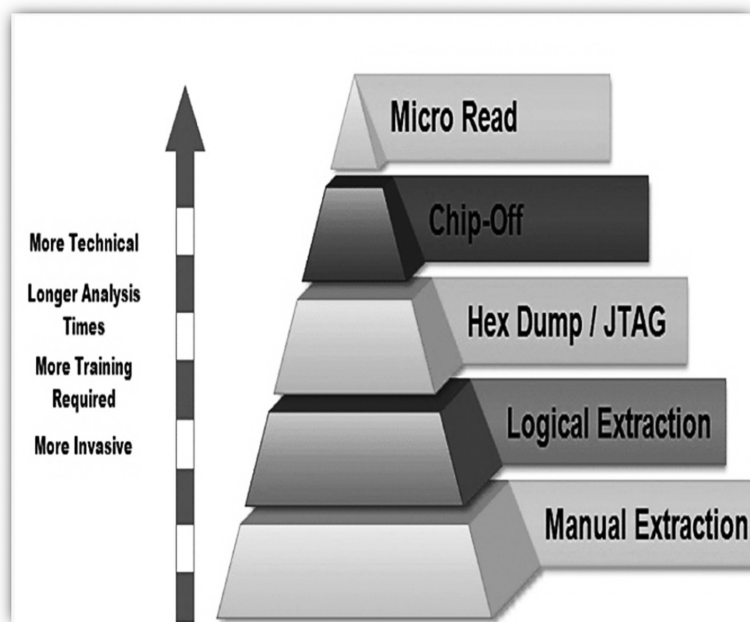 Micro Read
Chip-Off
More Technical
Longer Analysis
Times
Hex Dump / JTAG
More Training
Required
Logical Extraction
More Invasive
Manual Extraction